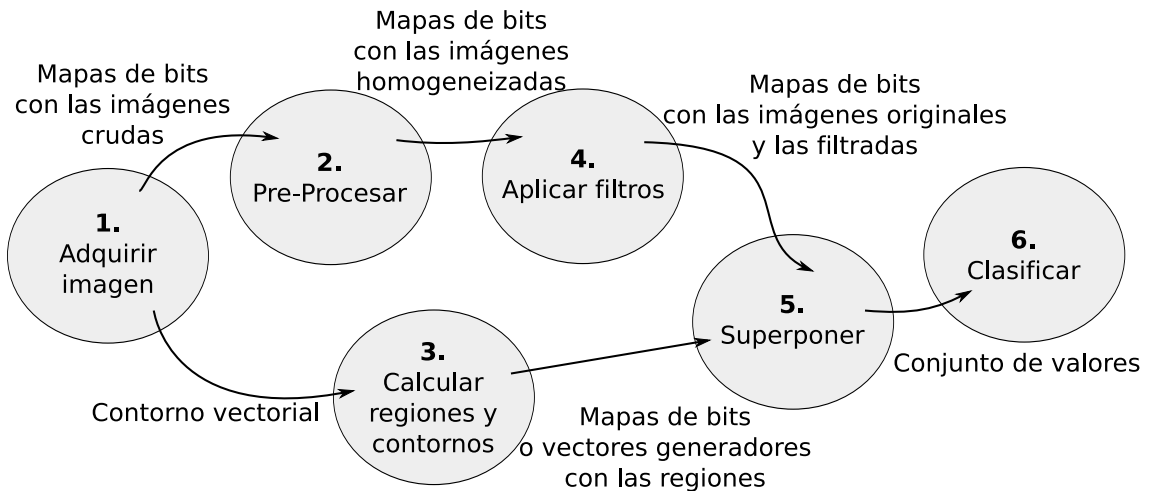 Mapas de bits
con las imágenes
crudas
Mapas de bits
con las imágenes
homogeneizadas
Mapas de bits
con las imágenes originales
y las filtradas
1.
Adquirir
imagen
2.
Pre-Procesar
4.
Aplicar filtros
6.
Clasificar
5.
Superponer
3.
Calcular
regiones y
contornos
Contorno vectorial
Conjunto de valores
Mapas de bits
o vectores generadores
con las regiones